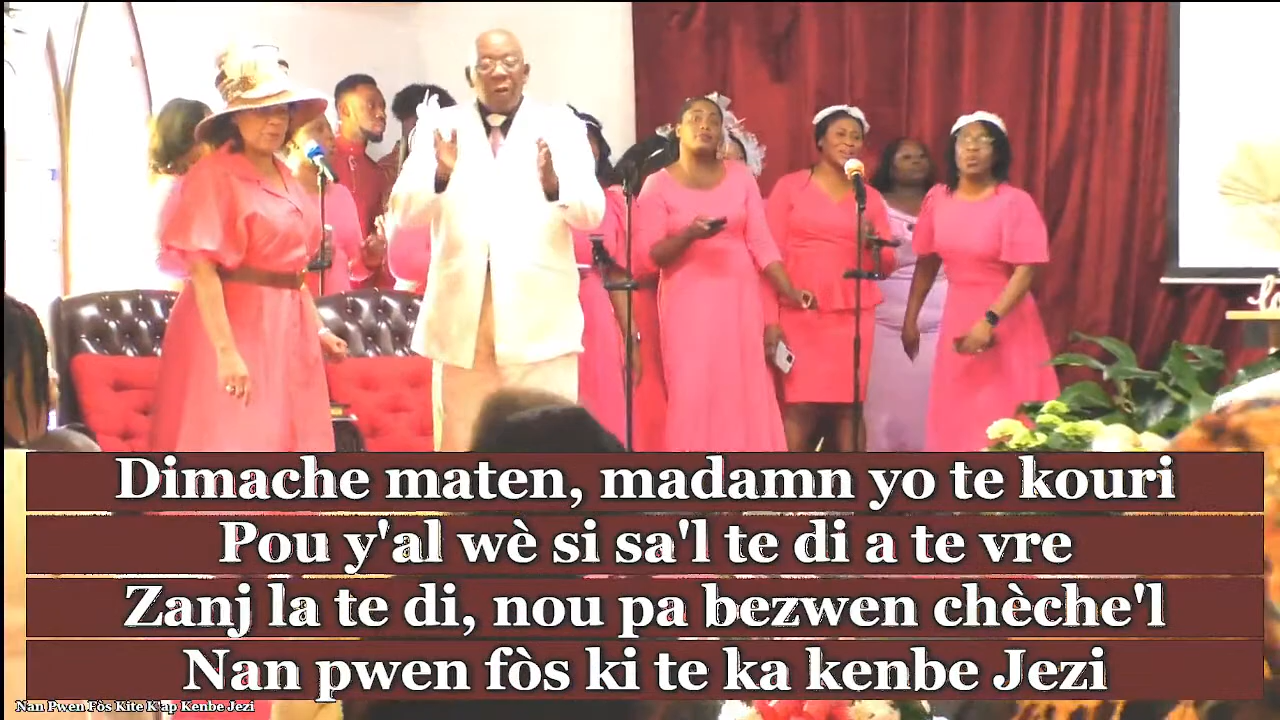 Dimache maten, madamn yo te kouri
Pou y'al wè si sa'l te di a te vre
Zanj la te di, nou pa bezwen chèche'l
Nan pwen fòs ki te ka kenbe Jezi
Nan Pwen Fòs Kite K'ap Kenbe Jezi